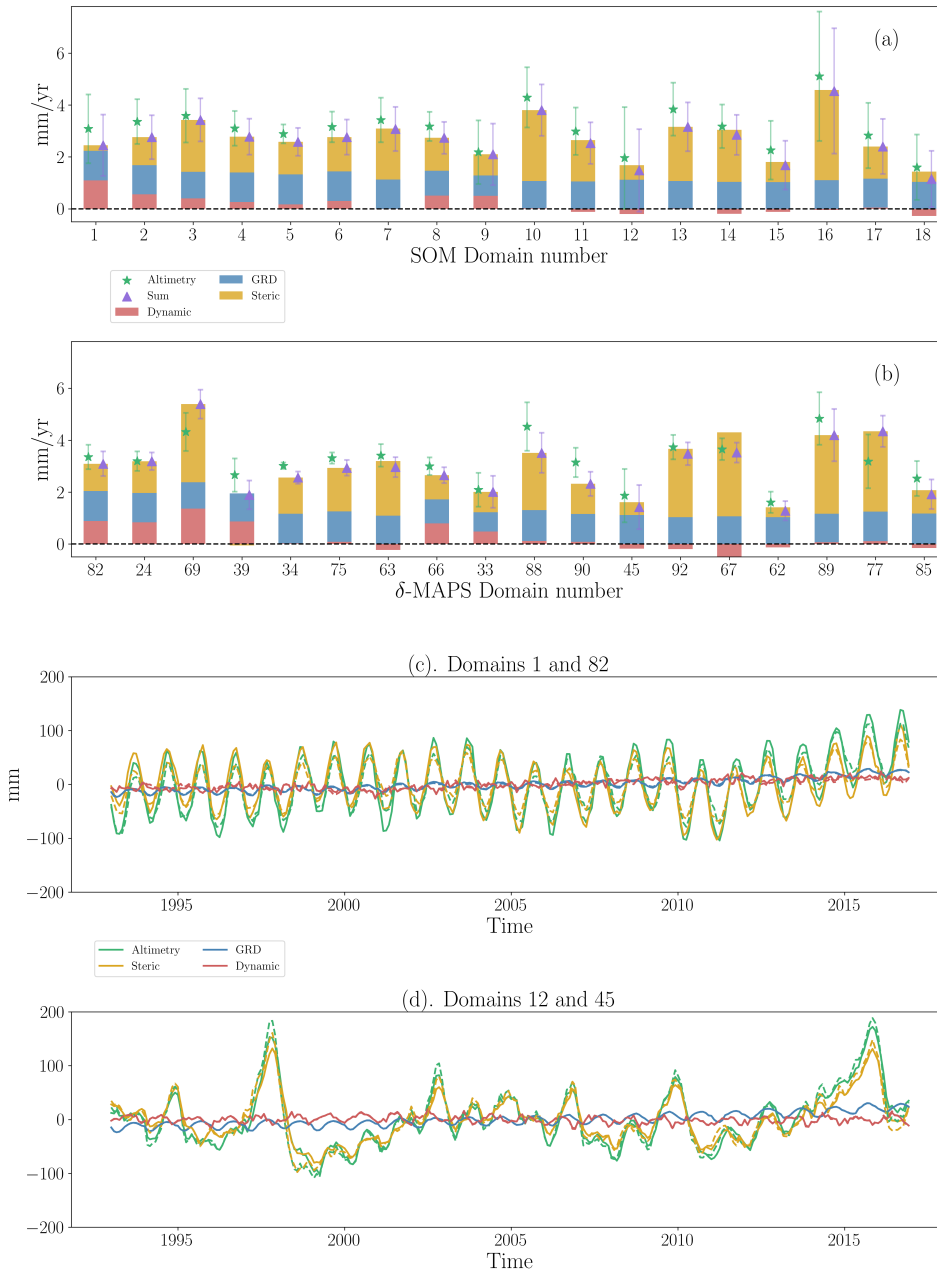 (a)
mm/yr
6
4
2
0
1 2 3 4 5 6 7 8 9 10 11 12 13 14 15 16 17 18
SOM Domain number
Altimetry
Sum
Dynamic
GRD
Steric
(b)
mm/yr
6
4
2
0
82 24 69 39 34 75 63 66 33 88 90 45 92 67 62 89 77 85
δ-MAPS Domain number
(c). Domains 1 and 82
mm
200
100
0
−100
−200
1995 2000 2005 2010 2015
Time
Altimetry
Steric
GRD
Dynamic
(d). Domains 12 and 45
200
100
0
−100
−200
1995 2000 2005 2010 2015
Time